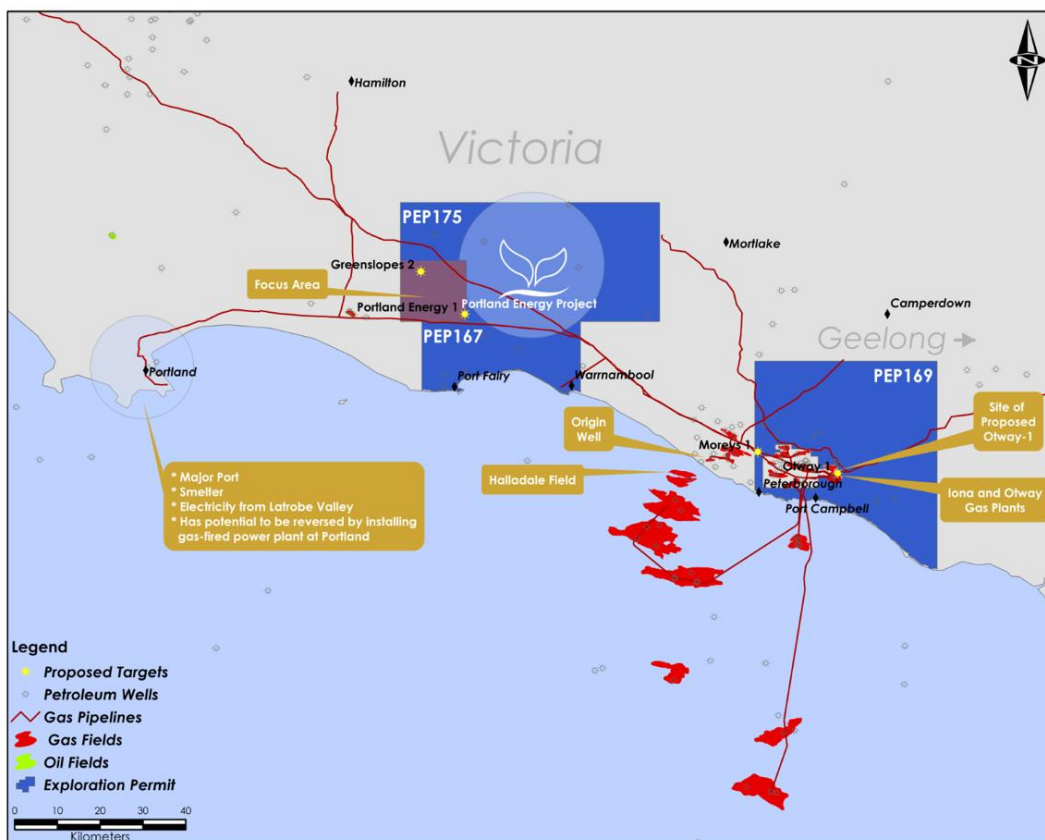 N
Hamilton
Victoria
PEP175
Greenslopes 2
Mortlake
Focus Area
Portland Energy 1
Portland Energy Project
Camperdown
PEP167
Geelong
Portland
Port Fairy
Warrnambool
PEP169
Origin
Well
Site of
Proposed
Otway-1
Moreys 1
Otway 1
Halladale Field
Peterborough
Port Campbell
Iona and Otway
Gas Plants
* Major Port
* Smelter
* Electricity from Latrobe Valley
* Has potential to be reversed by installing
gas-fired power plant at Portland
Legend
Proposed Targets
Petroleum Wells
Gas Pipelines
Gas Fields
Oil Fields
Exploration Permit
0 10 20 30 40
Kilometers